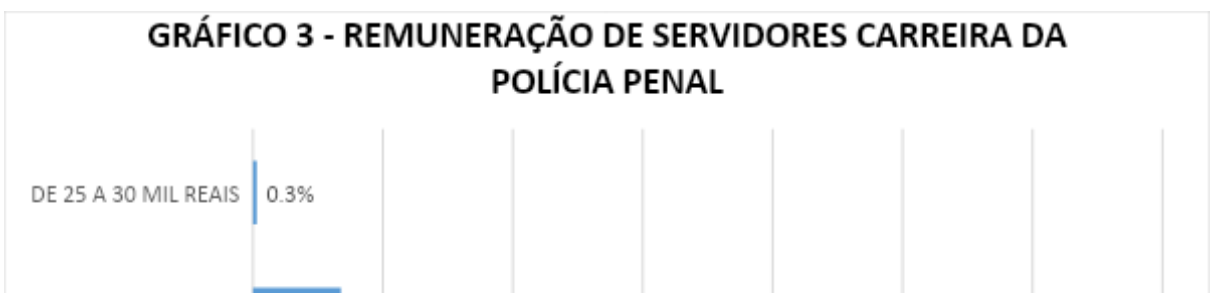 GRÁFICO 3 - REMUNERAÇÃO DE SERVIDORES CARREIRA DA
POLÍCIA PENAL
DE 25 A 30 MIL REAIS 0.3%